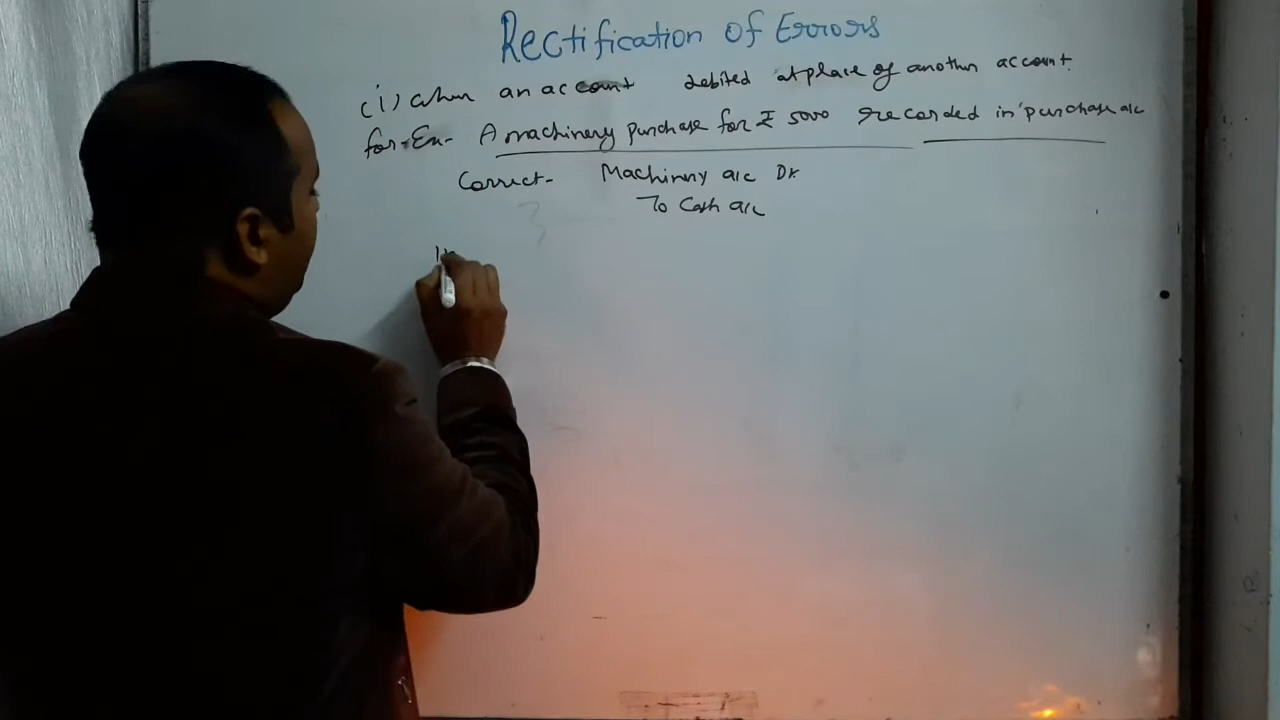 Rectification of Errors
(i) When an account debited at place of another account.
for-Ex- A machinery purchase for ₹ 5000 recorded in 'purchase a/c
Correct- Machinery a/c Dr
To Cash a/c